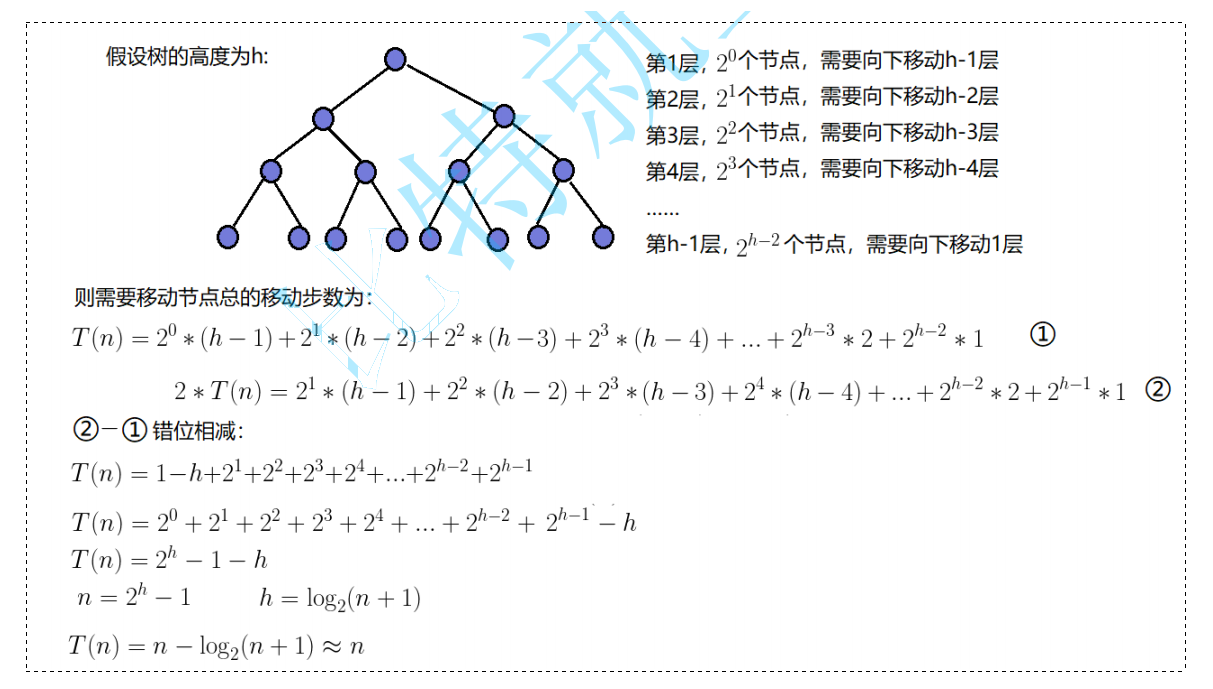 假设树的高度为h:
第1层，2^0个节点，需要向下移动h-1层
第2层，2^1个节点，需要向下移动h-2层
第3层，2^2个节点，需要向下移动h-3层
第4层，2^3个节点，需要向下移动h-4层
......
第h-1层，2^{h-2}个节点，需要向下移动1层
则需要移动节点总的移动步数为：
T(n) = 2^0 * (h - 1) + 2^1 * (h - 2) + 2^2 * (h - 3) + 2^3 * (h - 4) + ... + 2^{h-3} * 2 + 2^{h-2} * 1 ①
2 * T(n) = 2^1 * (h - 1) + 2^2 * (h - 2) + 2^3 * (h - 3) + 2^4 * (h - 4) + ... + 2^{h-2} * 2 + 2^{h-1} * 1 ②
②－① 错位相减：
T(n) = 1 - h + 2^1 + 2^2 + 2^3 + 2^4 + ... + 2^{h-2} + 2^{h-1}
T(n) = 2^0 + 2^1 + 2^2 + 2^3 + 2^4 + ... + 2^{h-2} + 2^{h-1} - h
T(n) = 2^h - 1 - h
n = 2^h - 1 h = log_2(n + 1)
T(n) = n - log_2(n + 1) ≈ n
比特就